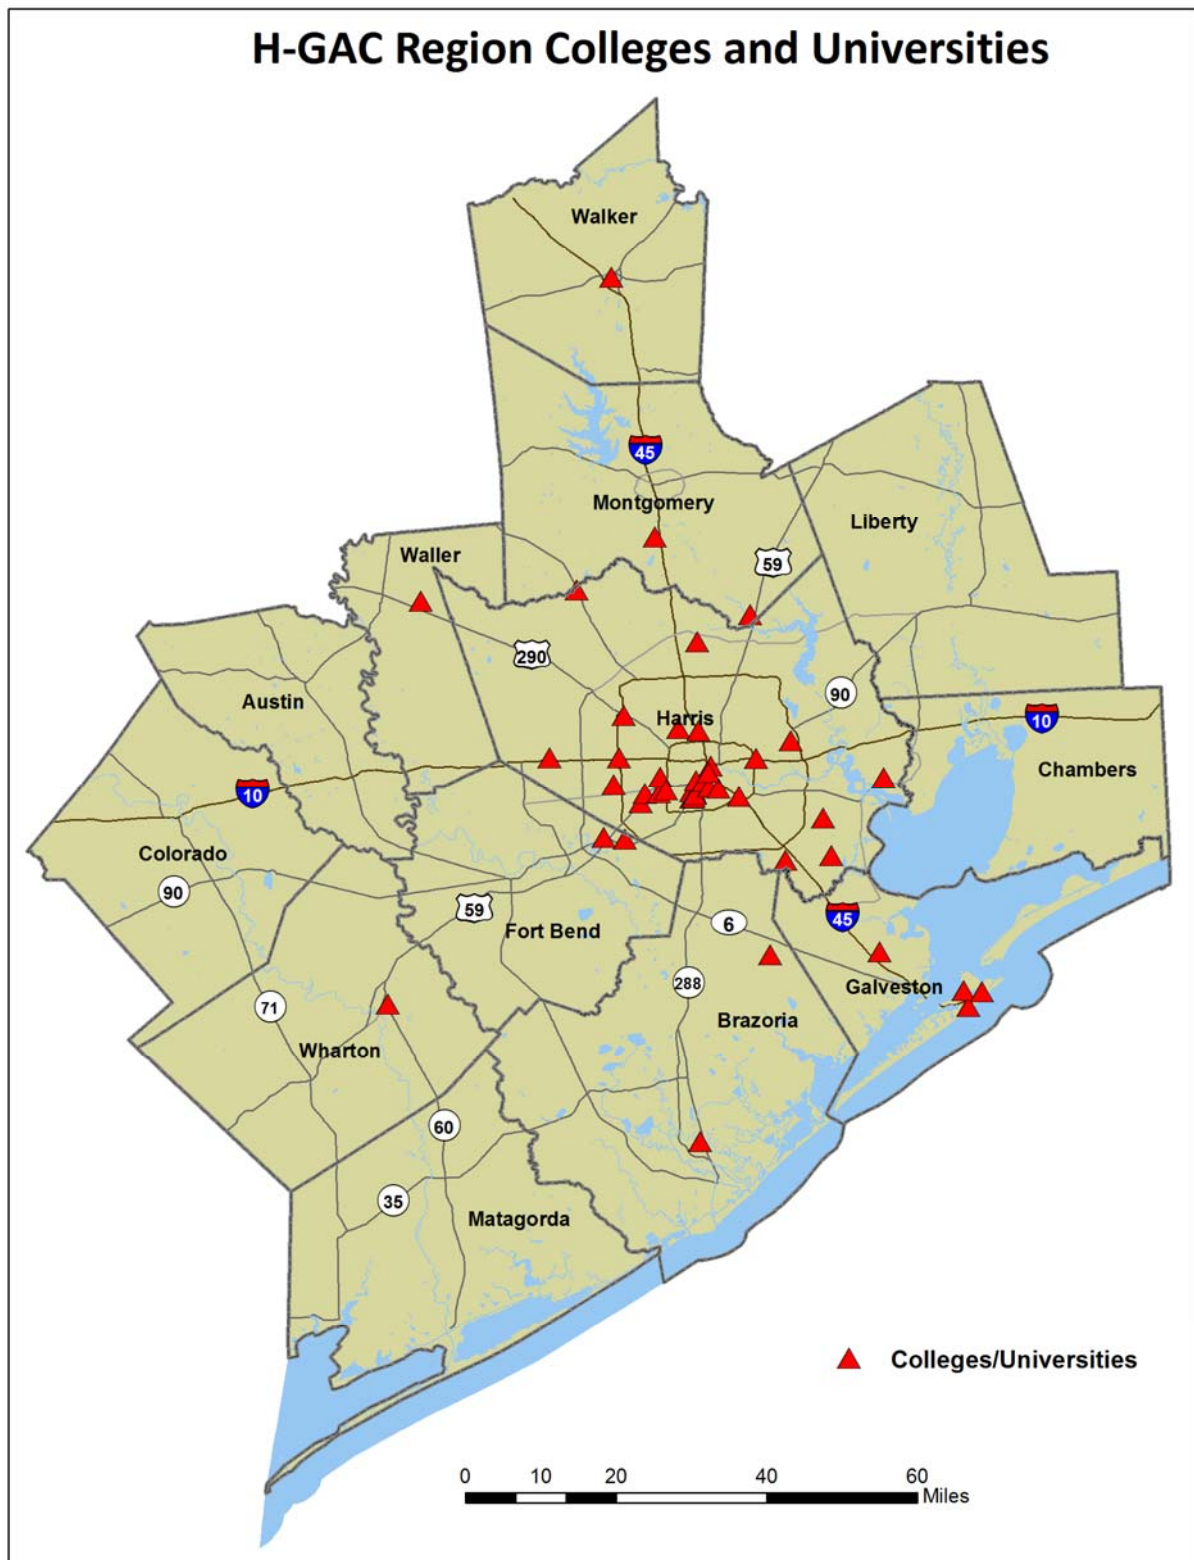 H-GAC Region Colleges and Universities
Walker
45
Montgomery
Liberty
Waller
59
290
90
Austin
Harris
10
Chambers
10
Colorado
90
59
Fort Bend
6
45
288
Galveston
71
Brazoria
Wharton
60
35
Matagorda
Colleges/Universities
0 10 20 40 60
Miles